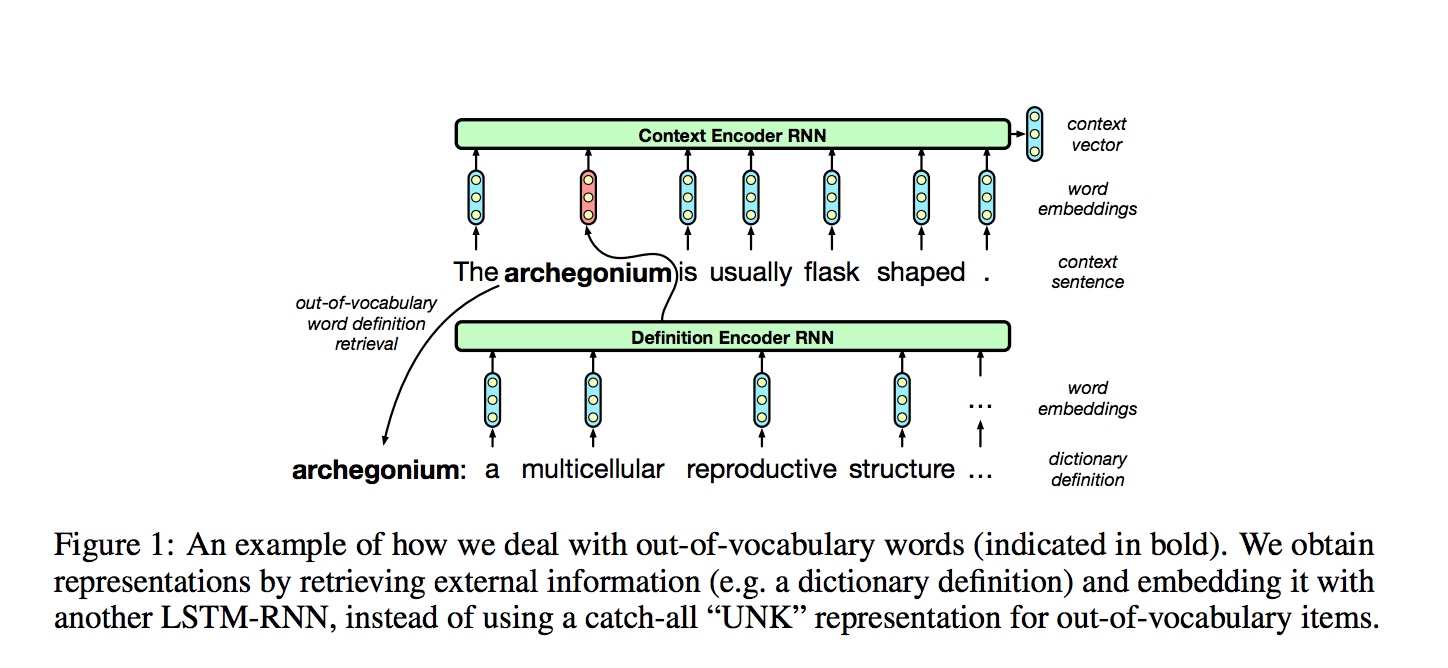 Context Encoder RNN
context
vector
word
embeddings
The archegonium is usually flask shaped .
context
sentence
out-of-vocabulary
word definition
retrieval
Definition Encoder RNN
word
embeddings
...
archegonium: a multicellular reproductive structure ...
dictionary
definition
Figure 1: An example of how we deal with out-of-vocabulary words (indicated in bold). We obtain
representations by retrieving external information (e.g. a dictionary definition) and embedding it with
another LSTM-RNN, instead of using a catch-all “UNK” representation for out-of-vocabulary items.